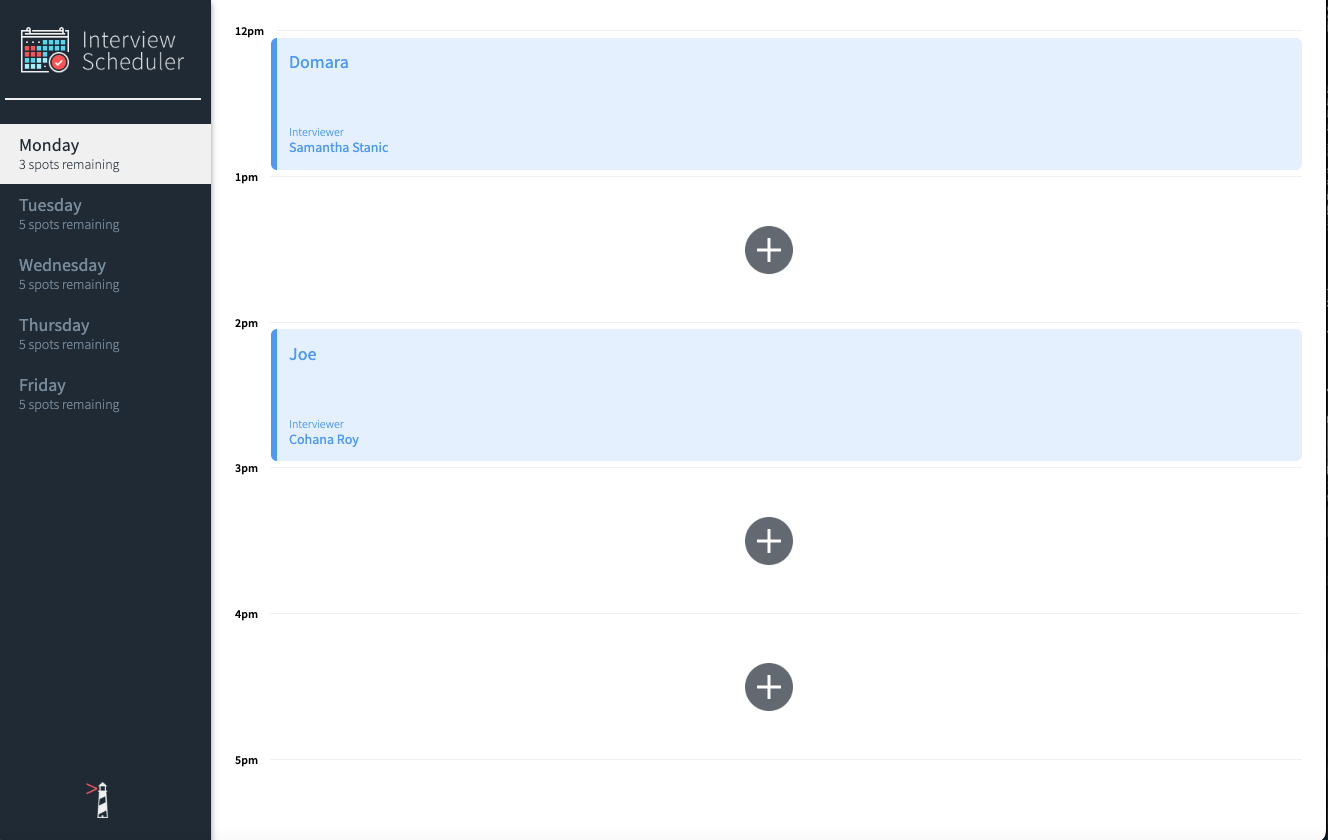 Interview
Scheduler
Monday
3 spots remaining
Tuesday
5 spots remaining
Wednesday
5 spots remaining
Thursday
5 spots remaining
Friday
5 spots remaining
12pm
Domara
Interviewer
Samantha Stanic
1pm
2pm
Joe
Interviewer
Cohana Roy
3pm
4pm
5pm